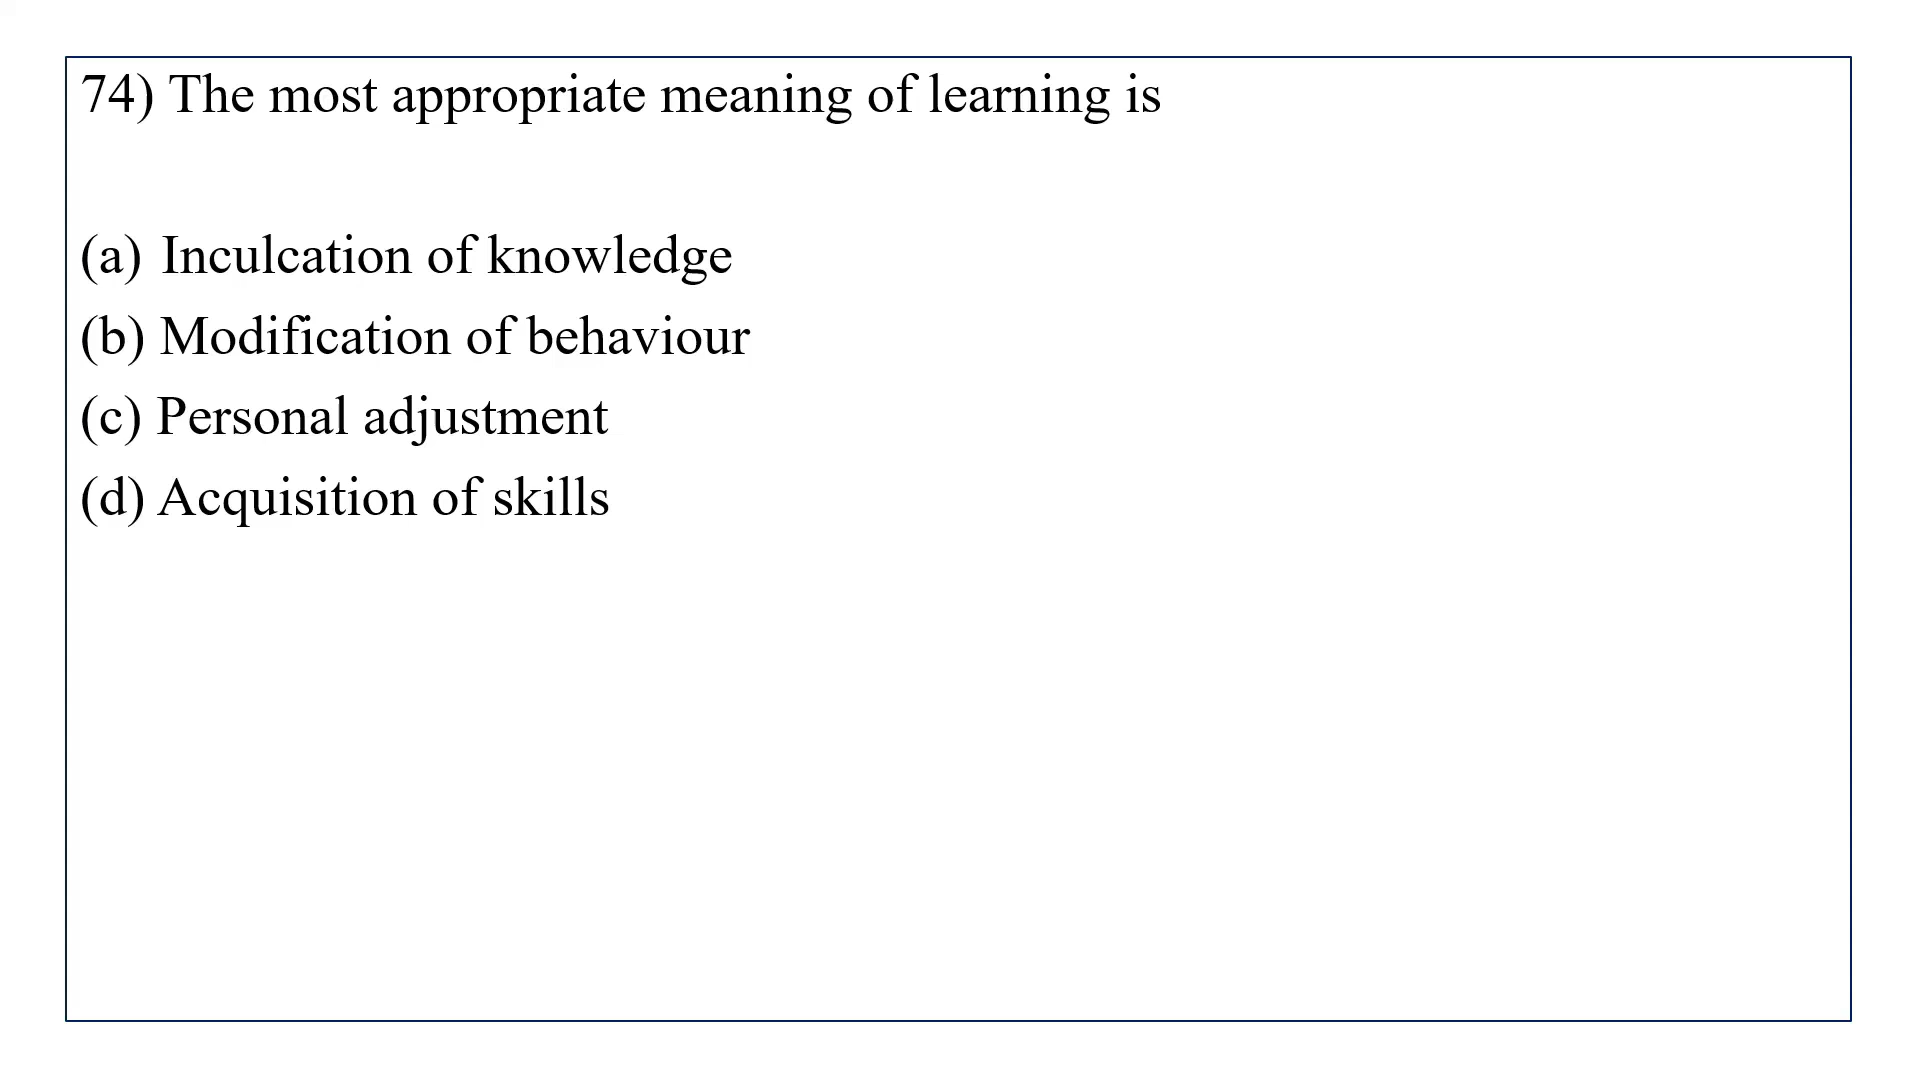 74) The most appropriate meaning of learning is
(a) Inculcation of knowledge
(b) Modification of behaviour
(c) Personal adjustment
(d) Acquisition of skills